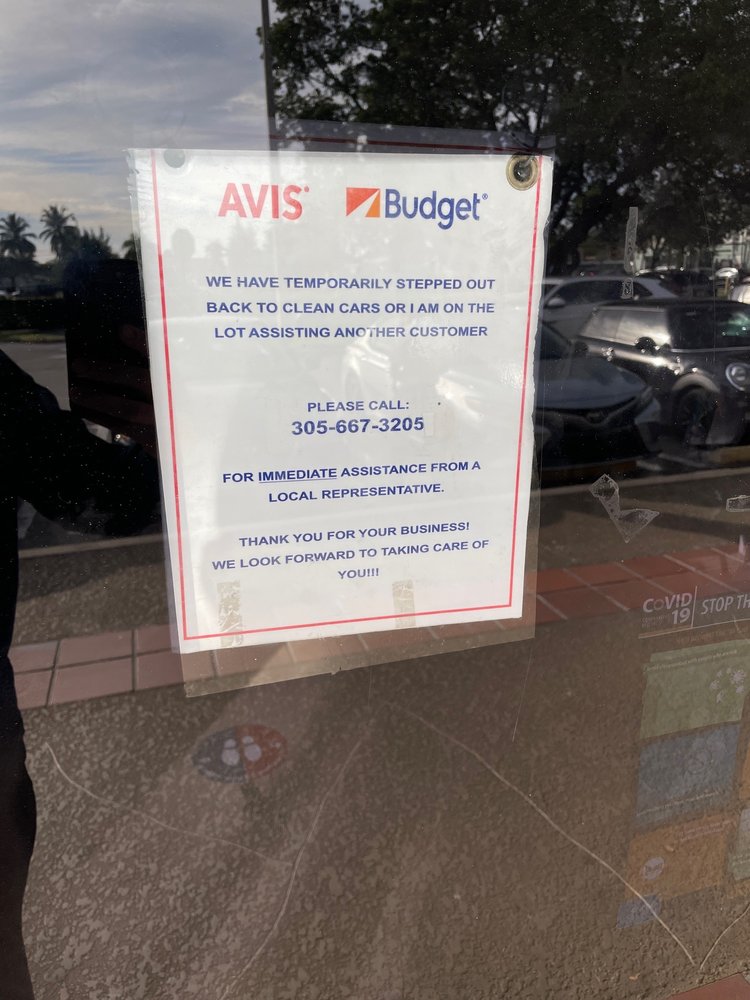 AVIS
Budget
WE HAVE TEMPORARILY STEPPED OUT
BACK TO CLEAN CARS OR I AM ON THE
LOT ASSISTING ANOTHER CUSTOMER
PLEASE CALL:
305-667-3205
FOR IMMEDIATE ASSISTANCE FROM A
LOCAL REPRESENTATIVE.
THANK YOU FOR YOUR BUSINESS!
WE LOOK FORWARD TO TAKING CARE OF
YOU!!!
COVID
19
STOP